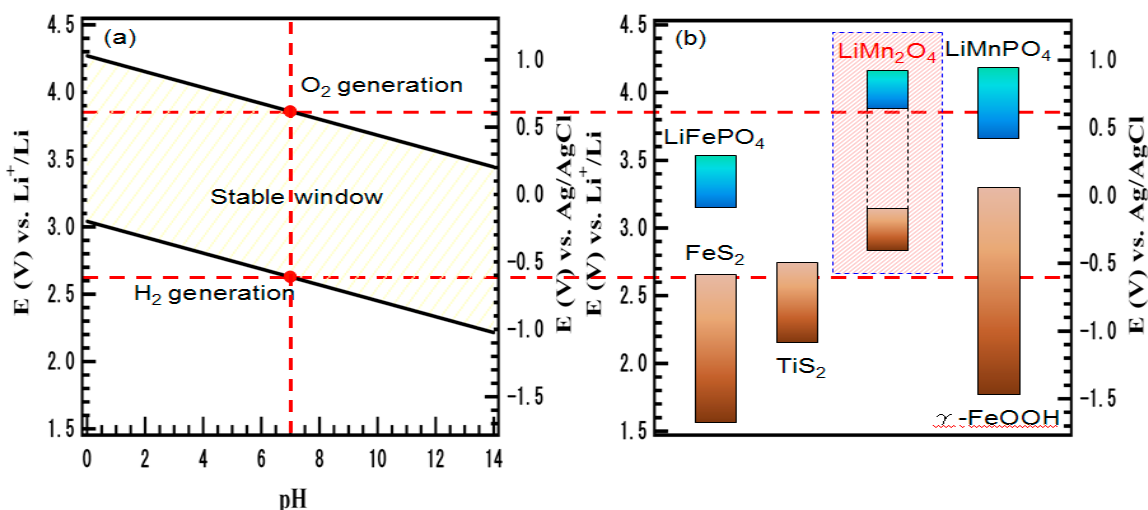 (a)
4.5
4.0
3.5
3.0
2.5
2.0
1.5
E (V) vs. Li⁺/Li
O₂ generation
Stable window
H₂ generation
0 2 4 6 8 10 12 14
pH
1.0
0.5
0.0
-0.5
-1.0
-1.5
E (V) vs. Ag/AgCl
(b)
4.5
4.0
3.5
3.0
2.5
2.0
1.5
E (V) vs. Li⁺/Li
LiMn₂O₄
LiMnPO₄
LiFePO₄
FeS₂
TiS₂
γ-FeOOH
1.0
0.5
0.0
-0.5
-1.0
-1.5
E (V) vs. Ag/AgCl